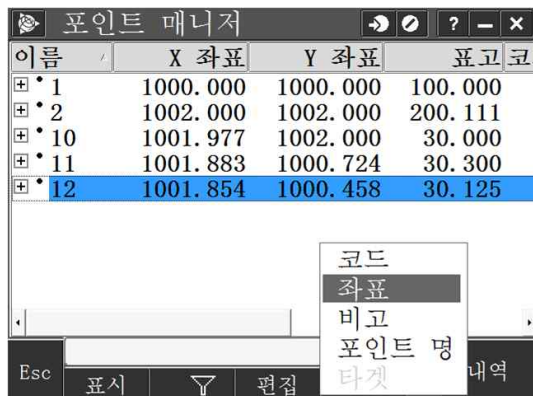 포인트 매니저 ? – ×
이름 X 좌표 Y 좌표 표고 코
1 1000.000 1000.000 100.000
2 1002.000 1000.000 200.111
10 1001.977 1002.000 30.000
11 1001.883 1000.724 30.300
12 1001.854 1000.458 30.125
코드
좌표
비고
포인트 명
타겟
Esc 표시 편집 내역